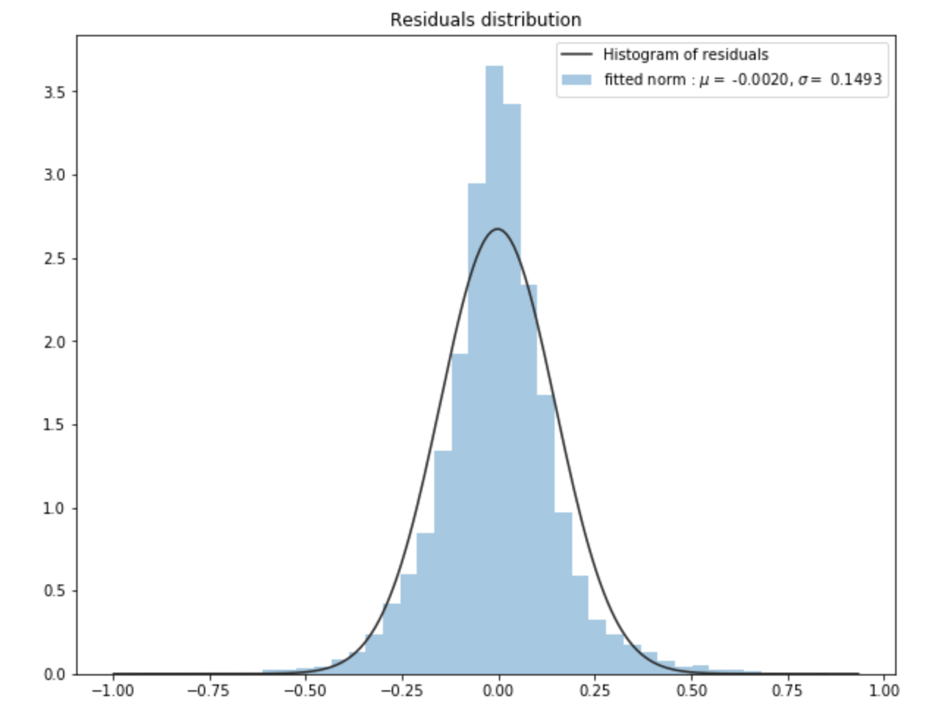 Residuals distribution
Histogram of residuals
fitted norm : μ = -0.0020, σ = 0.1493
3.5
3.0
2.5
2.0
1.5
1.0
0.5
0.0
−1.00 −0.75 −0.50 −0.25 0.00 0.25 0.50 0.75 1.00